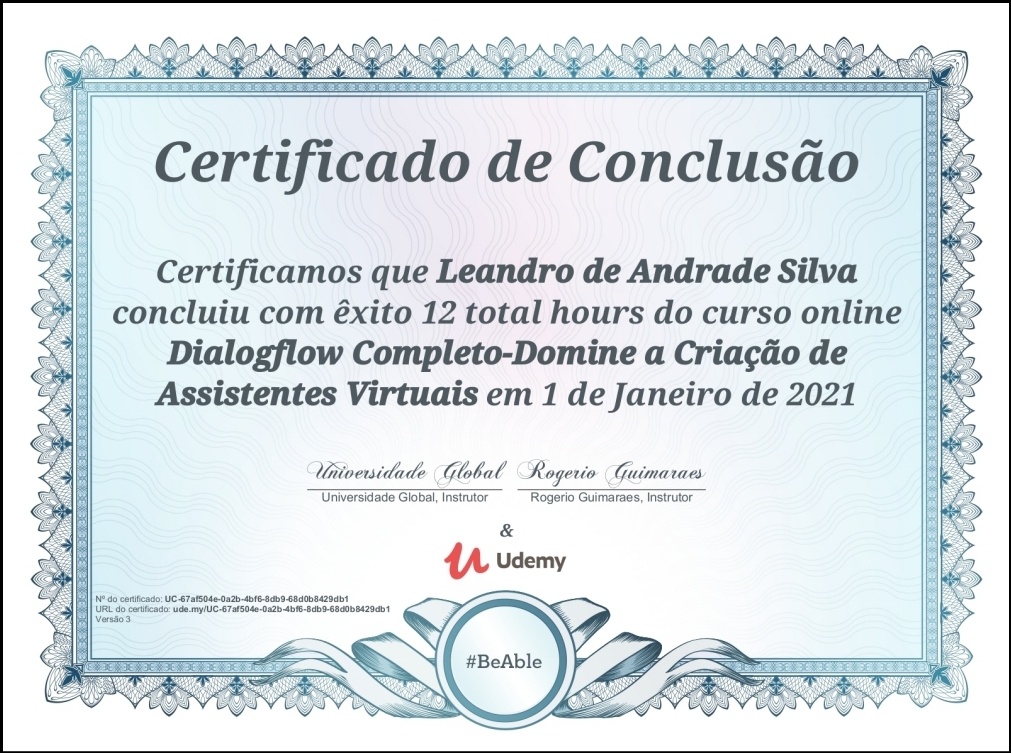 Certificado de Conclusão
Certificamos que Leandro de Andrade Silva
concluiu com êxito 12 total hours do curso online
Dialogflow Completo-Domine a Criação de
Assistentes Virtuais em 1 de Janeiro de 2021
Universidade Global Rogerio Guimaraes
Universidade Global, Instrutor Rogerio Guimaraes, Instrutor
&
Udemy
Nº do certificado: UC-67af504e-0a2b-4bf6-8db9-68d0b8429db1
URL do certificado: ude.my/UC-67af504e-0a2b-4bf6-8db9-68d0b8429db1
Versão 3
#BeAble